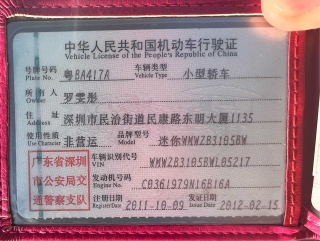 中华人民共和国机动车行驶证
Vehicle License of the People's Republic of China
号牌号码 粤BA417A 车辆类型 小型轿车
Plate No. Vehicle Type
所有人 罗雯彤
Owner
住址 深圳市民治街道民康路东明大厦1135
Address
使用性质 非营运 品牌型号 迷你WMWZB3105BW
Use Character Model
广东省深圳 车辆识别代号 WMWZB3105BWL05217
VIN
市公安局交 发动机号码 C0361979N16B16A
Engine No.
通警察支队 注册日期 2011-10-09 发证日期 2012-02-15
Register Date Issue Date